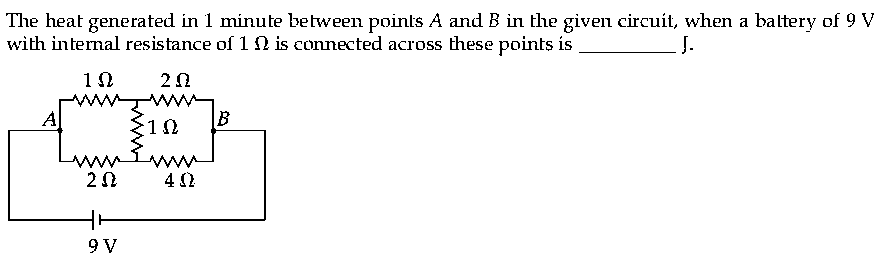 The heat generated in 1 minute between points A and B in the given circuit, when a battery of 9 V
with internal resistance of 1 Ω is connected across these points is __________ J.
1 Ω 2 Ω
A 1 Ω B
2 Ω 4 Ω
9 V